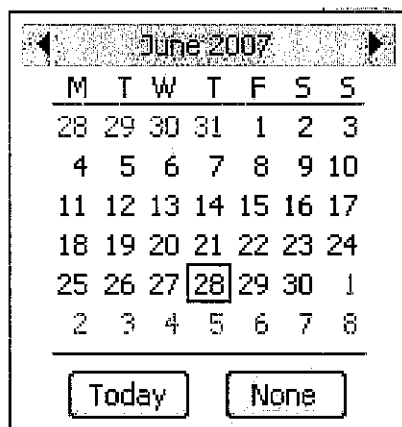 June 2007
M T W T F S S
28 29 30 31 1 2 3
4 5 6 7 8 9 10
11 12 13 14 15 16 17
18 19 20 21 22 23 24
25 26 27 28 29 30 1
2 3 4 5 6 7 8
Today None